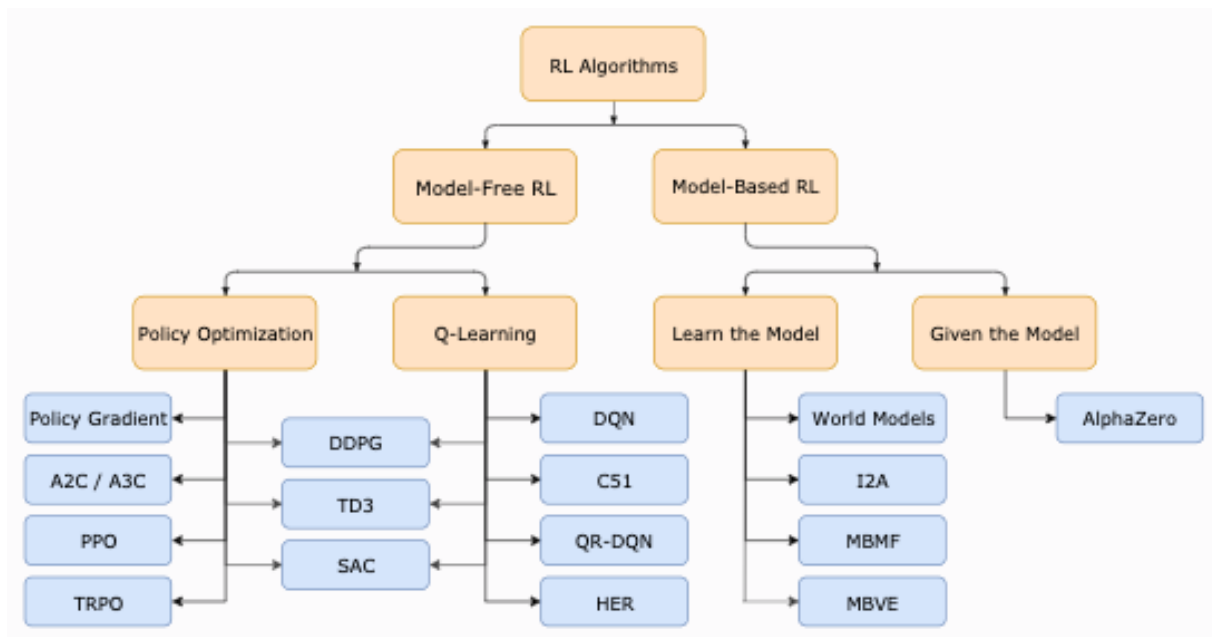 RL Algorithms
Model-Free RL
Model-Based RL
Policy Optimization
Q-Learning
Learn the Model
Given the Model
Policy Gradient
DDPG
DQN
World Models
AlphaZero
A2C / A3C
TD3
C51
I2A
PPO
SAC
QR-DQN
MBMF
TRPO
HER
MBVE